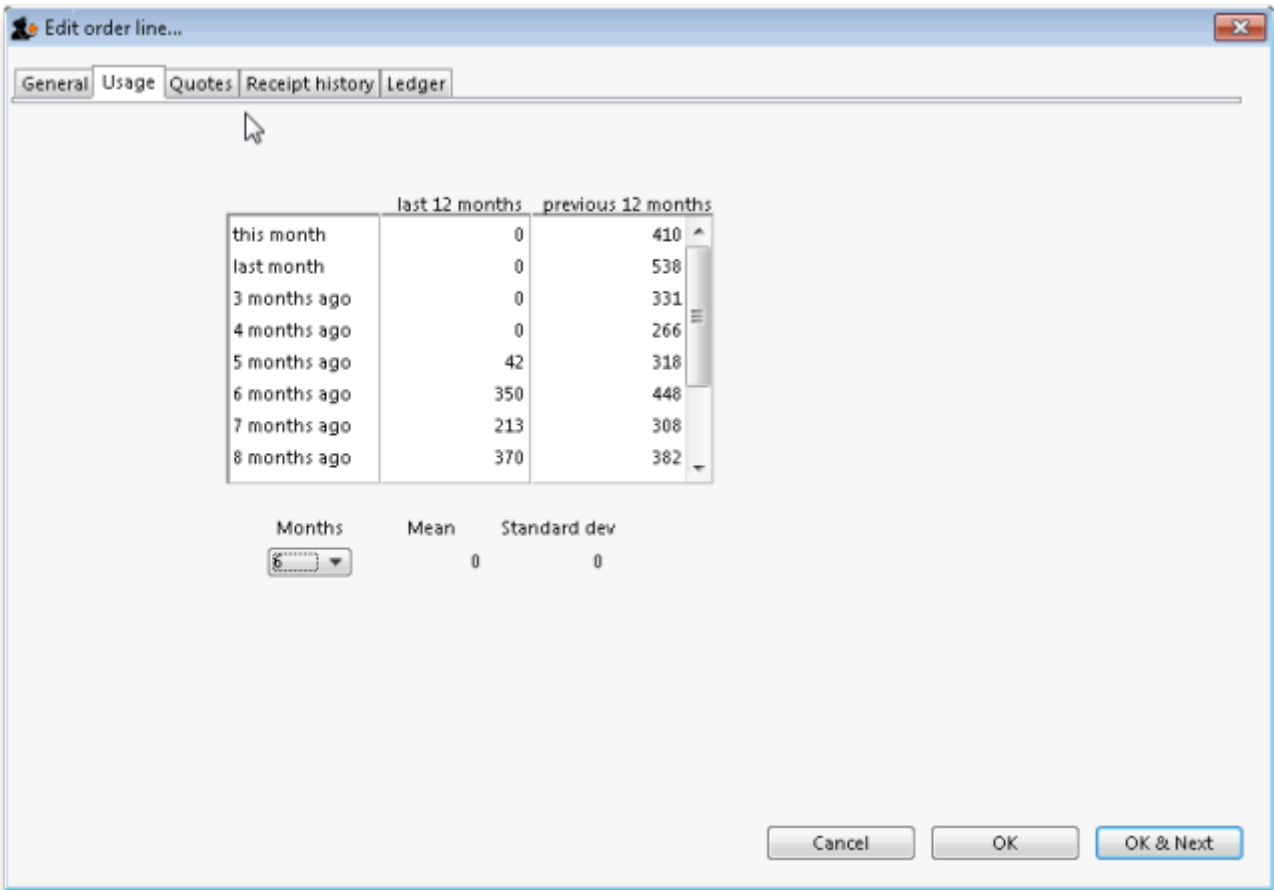 Edit order line...
General Usage Quotes Receipt history Ledger
last 12 months previous 12 months
this month 0 410
last month 0 538
3 months ago 0 331
4 months ago 0 266
5 months ago 42 318
6 months ago 350 448
7 months ago 213 308
8 months ago 370 382
Months Mean Standard dev
6 0 0
Cancel OK OK & Next